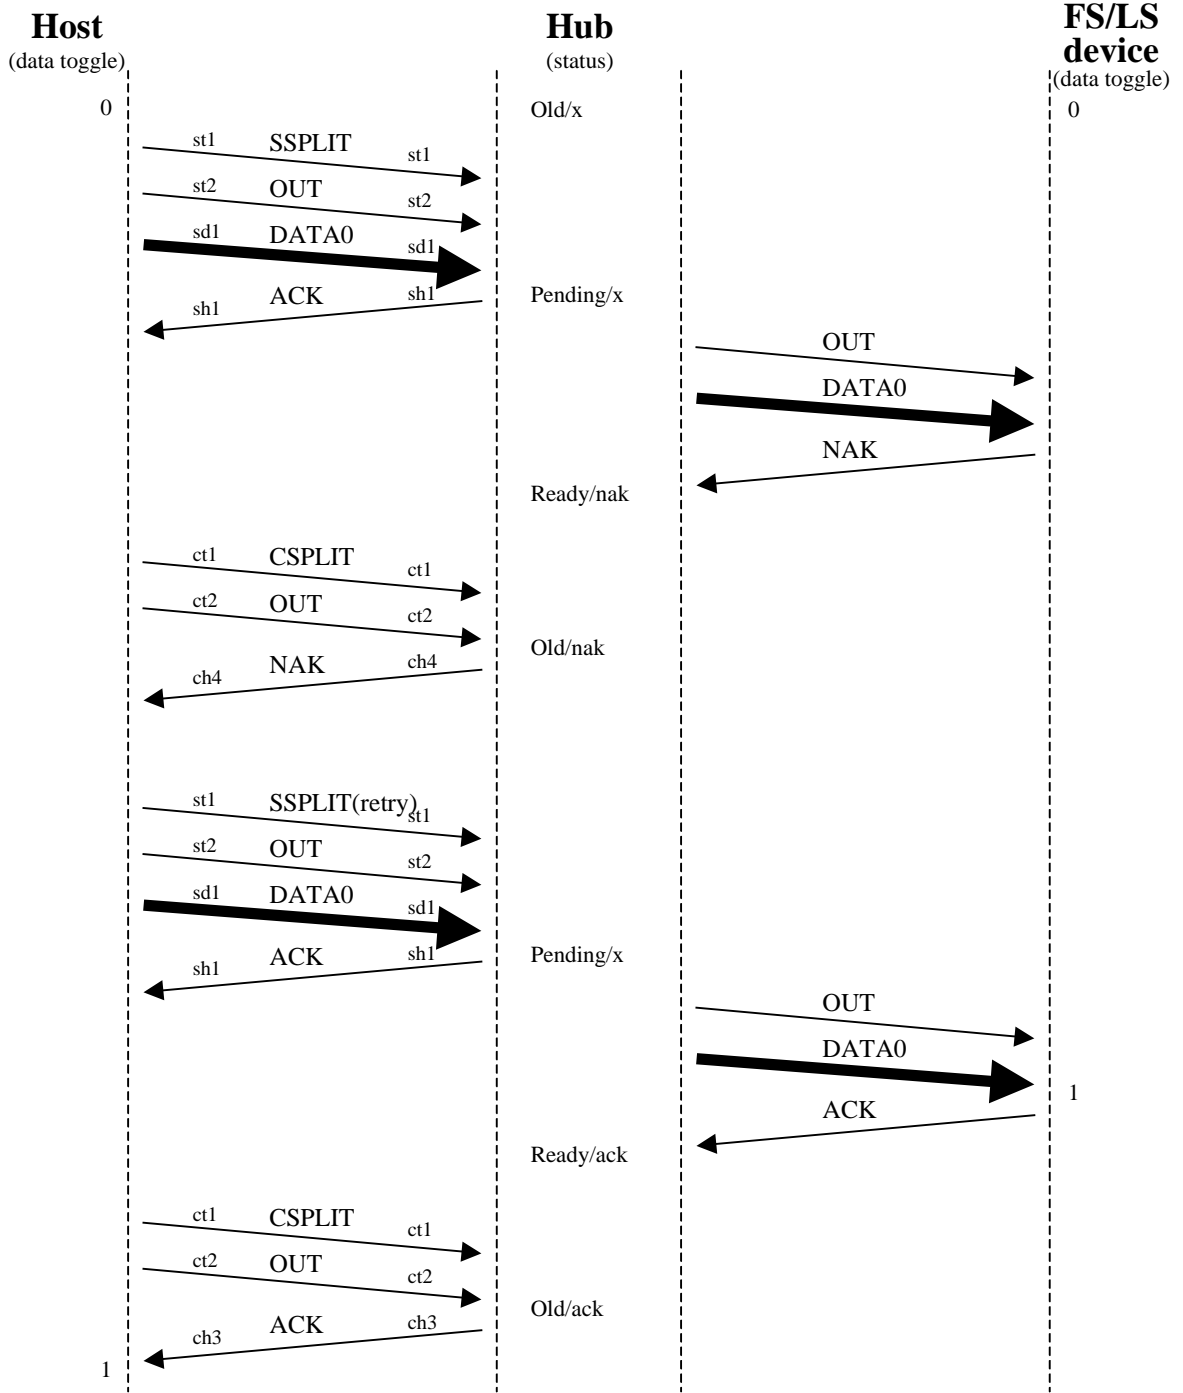 Host
(data toggle)
Hub
(status)
FS/LS
device
(data toggle)
0
Old/x
0
st1 SSPLIT st1
st2 OUT st2
sd1 DATA0 sd1
Pending/x
sh1 ACK sh1
OUT
DATA0
NAK
Ready/nak
ct1 CSPLIT ct1
ct2 OUT ct2
Old/nak
ch4 NAK ch4
st1 SSPLIT(retry) st1
st2 OUT st2
sd1 DATA0 sd1
Pending/x
sh1 ACK sh1
OUT
DATA0
1
ACK
Ready/ack
ct1 CSPLIT ct1
ct2 OUT ct2
Old/ack
ch3 ACK ch3
1